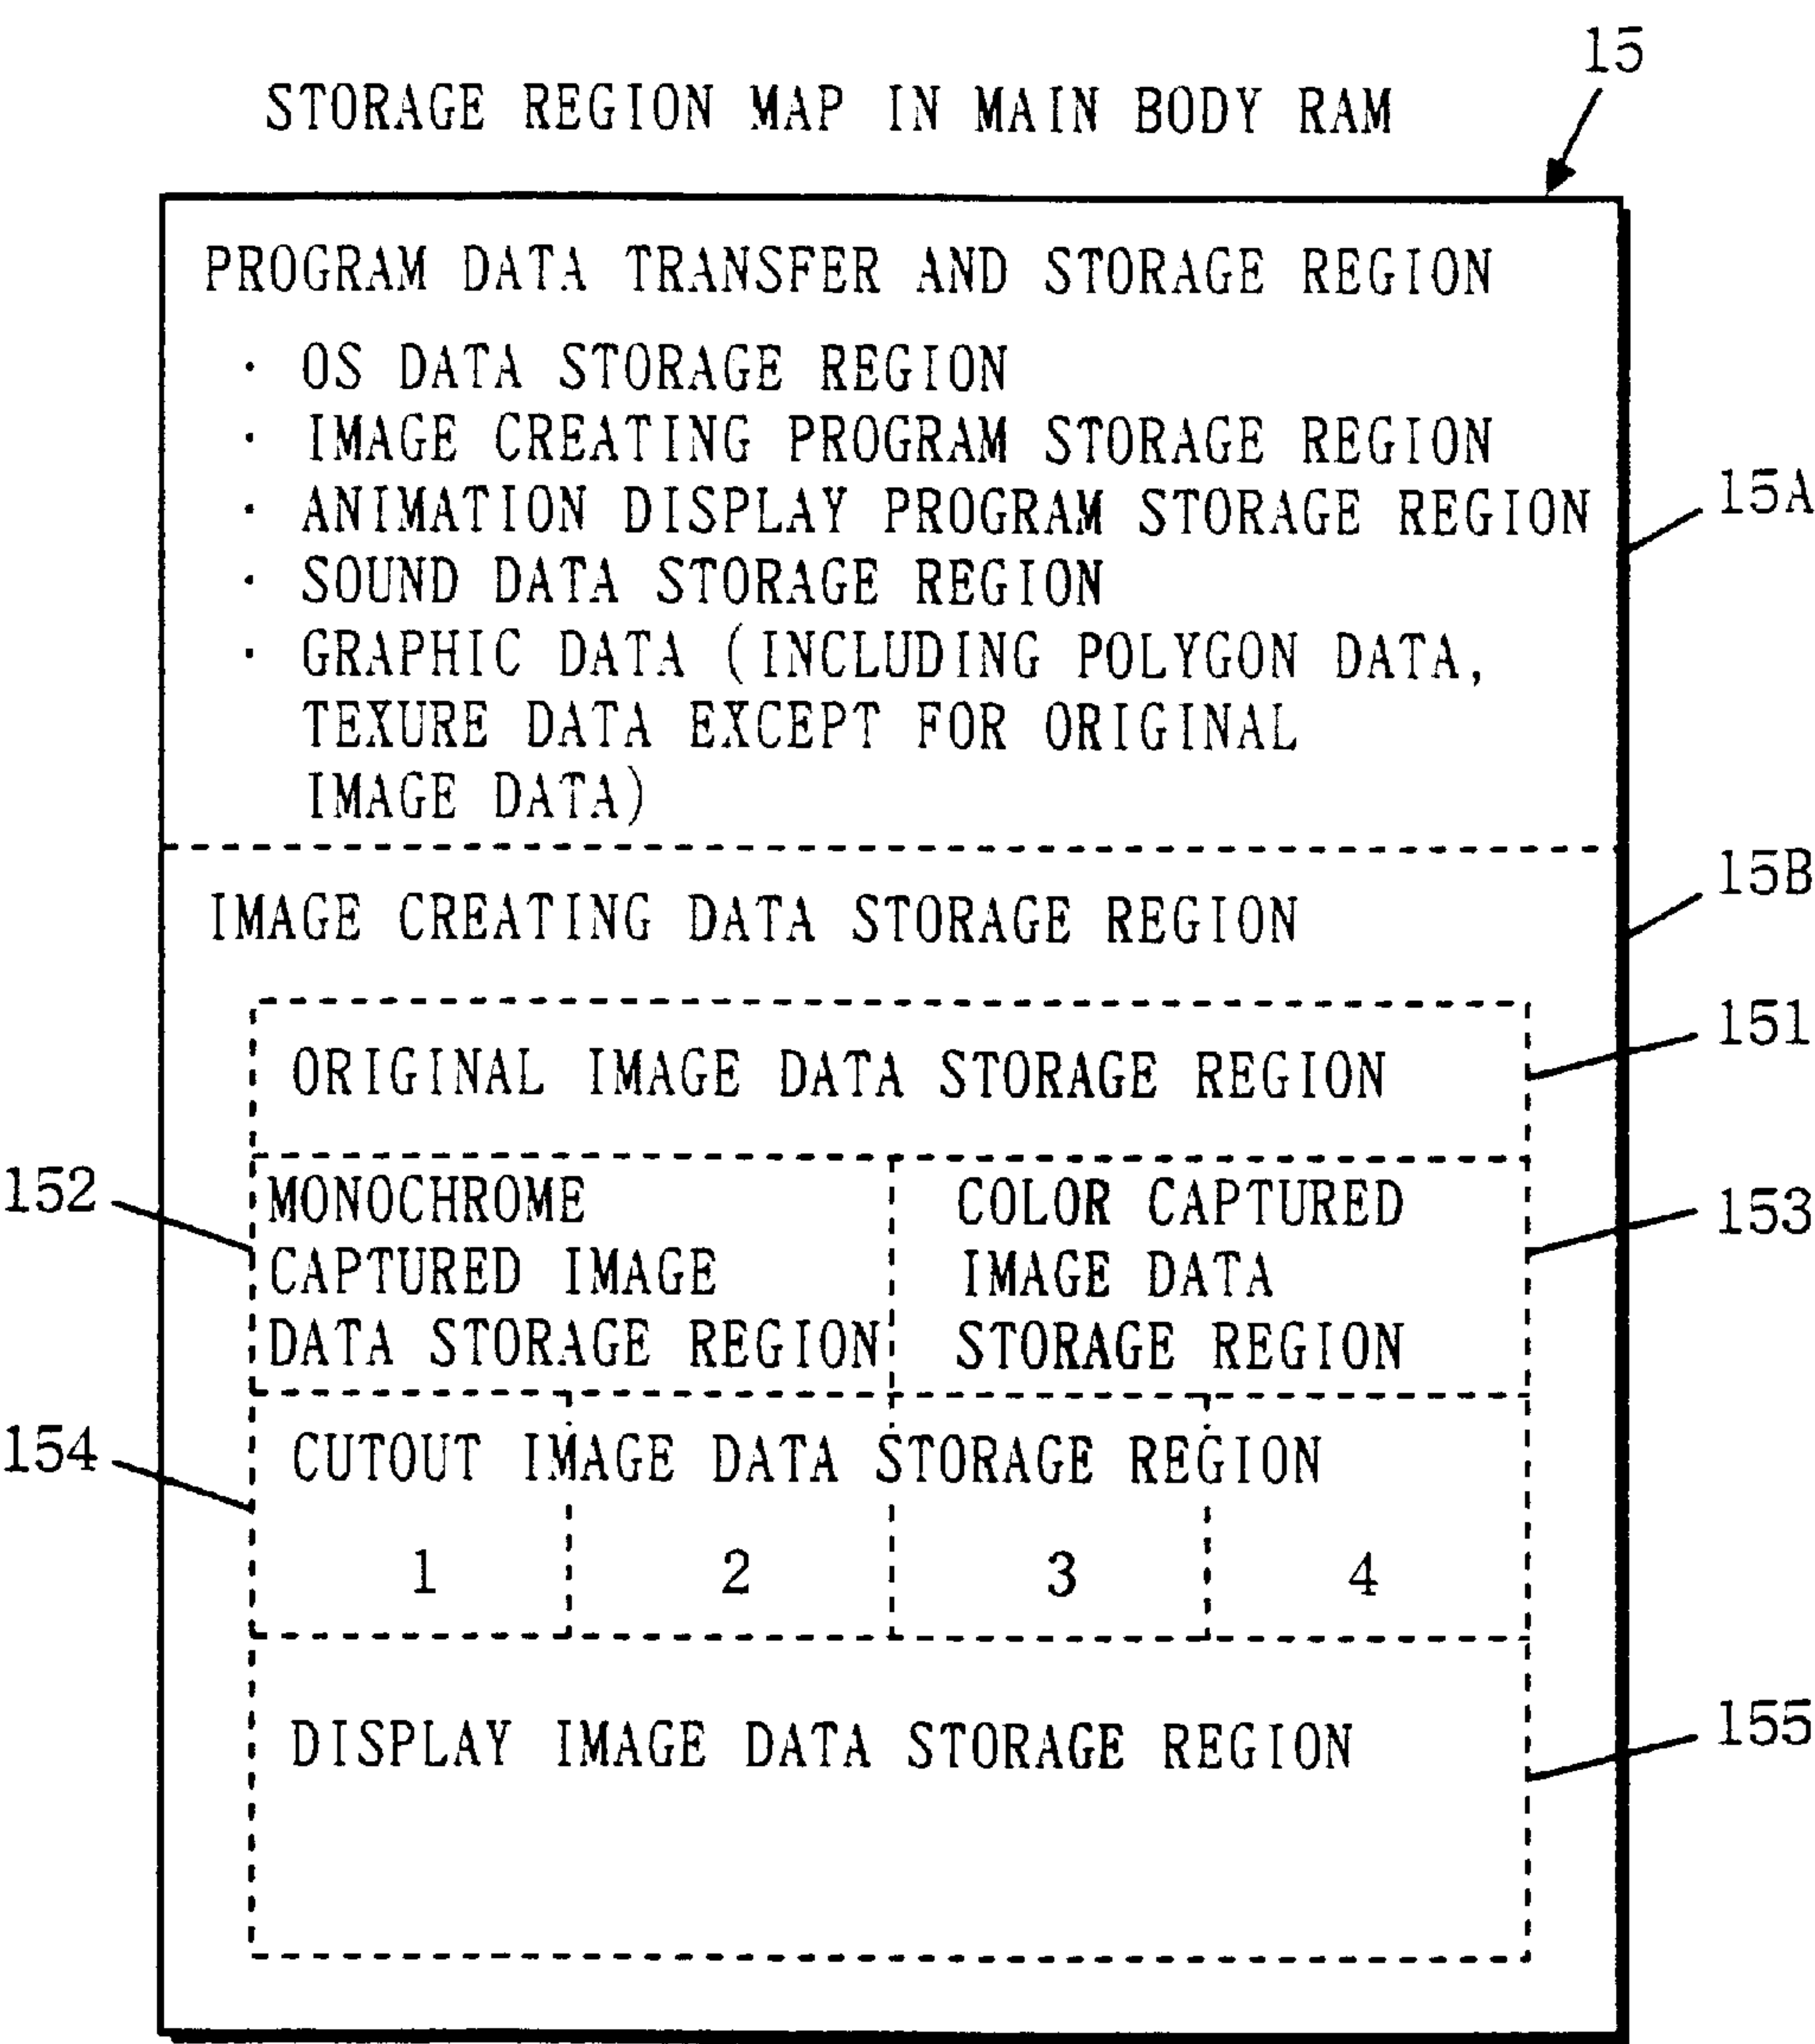 15
STORAGE REGION MAP IN MAIN BODY RAM
PROGRAM DATA TRANSFER AND STORAGE REGION
· OS DATA STORAGE REGION
· IMAGE CREATING PROGRAM STORAGE REGION
· ANIMATION DISPLAY PROGRAM STORAGE REGION
15A
· SOUND DATA STORAGE REGION
· GRAPHIC DATA (INCLUDING POLYGON DATA,
TEXURE DATA EXCEPT FOR ORIGINAL
IMAGE DATA)
15B
IMAGE CREATING DATA STORAGE REGION
151
ORIGINAL IMAGE DATA STORAGE REGION
152
MONOCHROME
CAPTURED IMAGE
DATA STORAGE REGION
COLOR CAPTURED
IMAGE DATA
STORAGE REGION
153
154
CUTOUT IMAGE DATA STORAGE REGION
1 2 3 4
DISPLAY IMAGE DATA STORAGE REGION
155